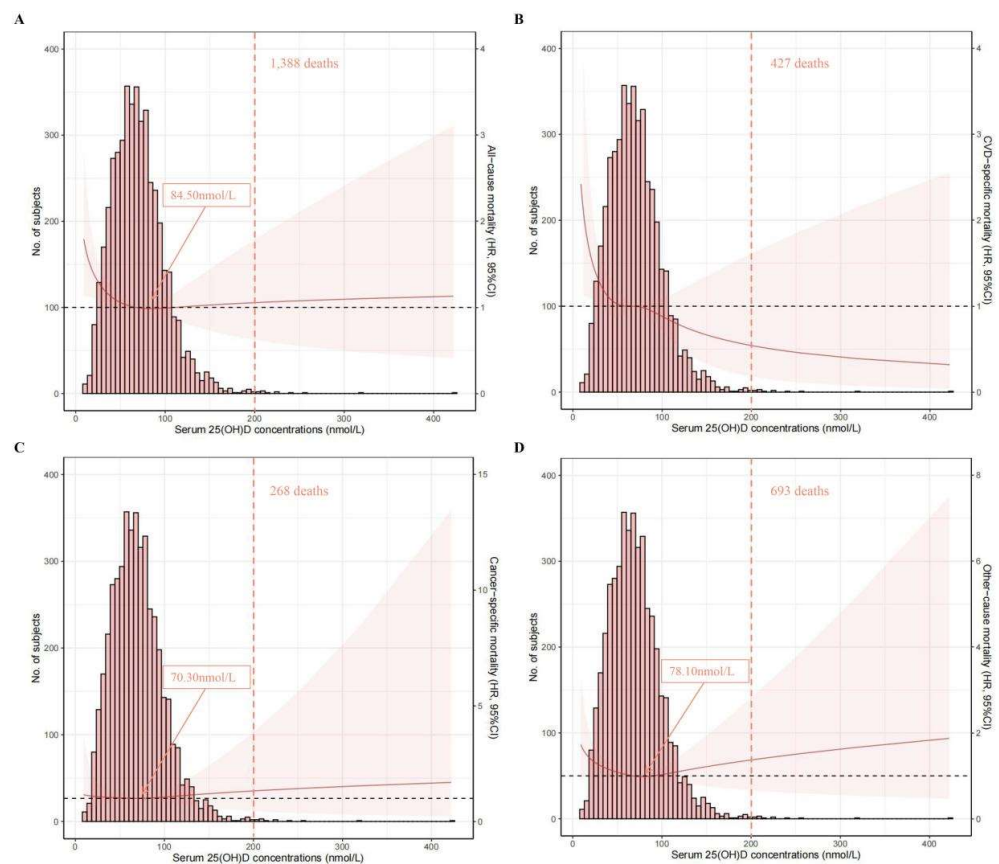 A
1,388 deaths
84.50nmol/L
No. of subjects
400
300
200
100
0
4
3
2
1
0
All−cause mortality (HR, 95%CI)
0 100 200 300 400
Serum 25(OH)D concentrations (nmol/L)
B
427 deaths
No. of subjects
400
300
200
100
0
4
3
2
1
0
CVD−specific mortality (HR, 95%CI)
0 100 200 300 400
Serum 25(OH)D concentrations (nmol/L)
C
268 deaths
70.30nmol/L
No. of subjects
400
300
200
100
0
15
10
5
0
Cancer−specific mortality (HR, 95%CI)
0 100 200 300 400
Serum 25(OH)D concentrations (nmol/L)
D
693 deaths
78.10nmol/L
No. of subjects
400
300
200
100
0
8
6
4
2
1
0
Other−cause mortality (HR, 95%CI)
0 100 200 300 400
Serum 25(OH)D concentrations (nmol/L)